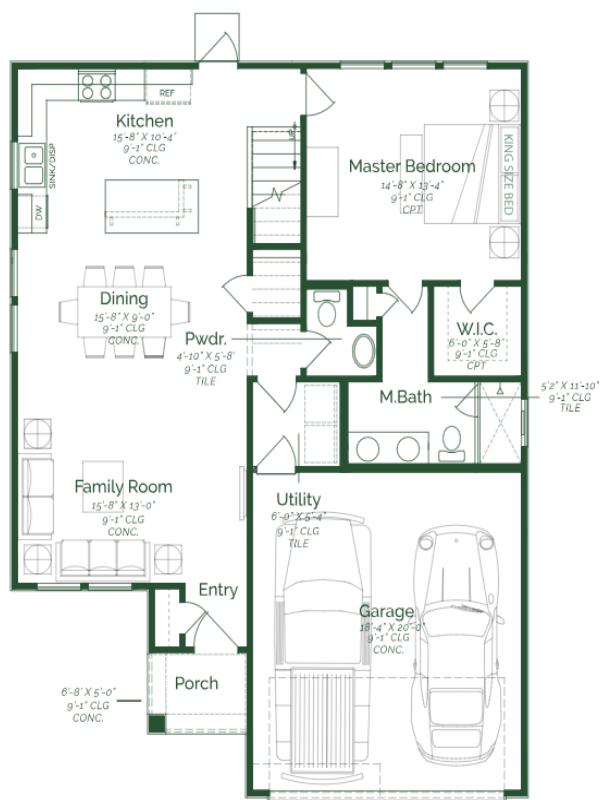 REF
Kitchen
15'-8" X 10'-4"
9'-1" CLG
CONC.
UP
SINK/DISP
DW
Master Bedroom
14'-8" X 13'-4"
9'-1" CLG
CPT
KING SIZE BED
Dining
15'-8" X 9'-0"
9'-1" CLG
CONC.
Pwdr.
4'-10" X 5'-8"
9'-1" CLG
TILE
W.I.C.
6'-0" X 5'-8"
9'-1" CLG
CPT
M.Bath
5'2" X 11'-10"
9'-1" CLG
TILE
Family Room
15'-8" X 13'-0"
9'-1" CLG
CONC.
Utility
6'-0" X 5'-4"
9'-1" CLG
TILE
Entry
Garage
18'-4" X 20'-0"
9'-1" CLG
CONC.
Porch
6'-8' X 5'-0"
9'-1" CLG
CONC.